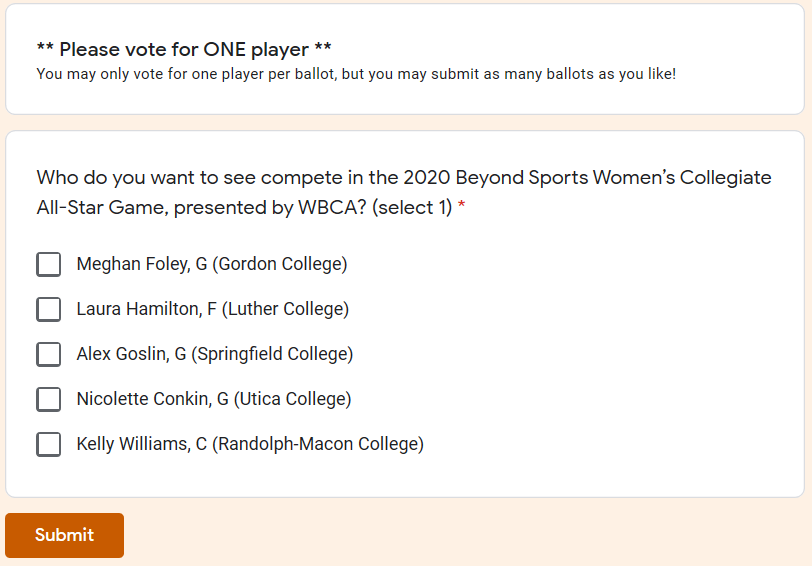 ** Please vote for ONE player **
You may only vote for one player per ballot, but you may submit as many ballots as you like!
Who do you want to see compete in the 2020 Beyond Sports Women’s Collegiate
All-Star Game, presented by WBCA? (select 1) *
Meghan Foley, G (Gordon College)
Laura Hamilton, F (Luther College)
Alex Goslin, G (Springfield College)
Nicolette Conkin, G (Utica College)
Kelly Williams, C (Randolph-Macon College)
Submit